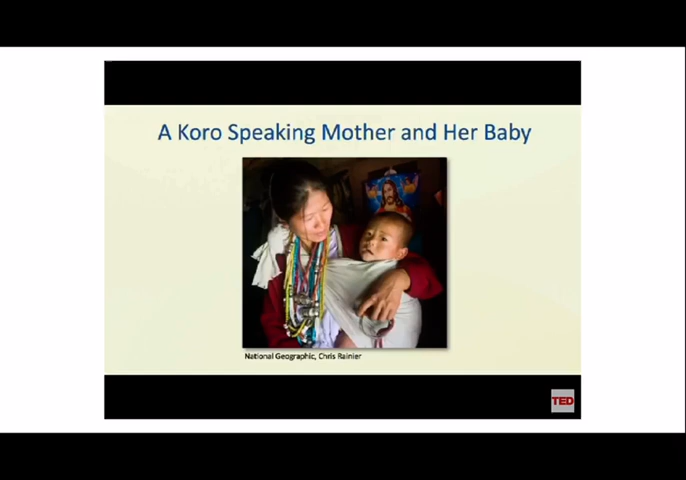 A Koro Speaking Mother and Her Baby
National Geographic, Chris Rainier
TED